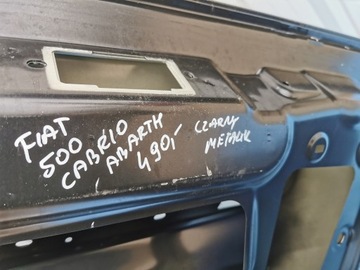 FIAT
500
CABRIO
ABARTH
490,-
CZARNY
METALIK